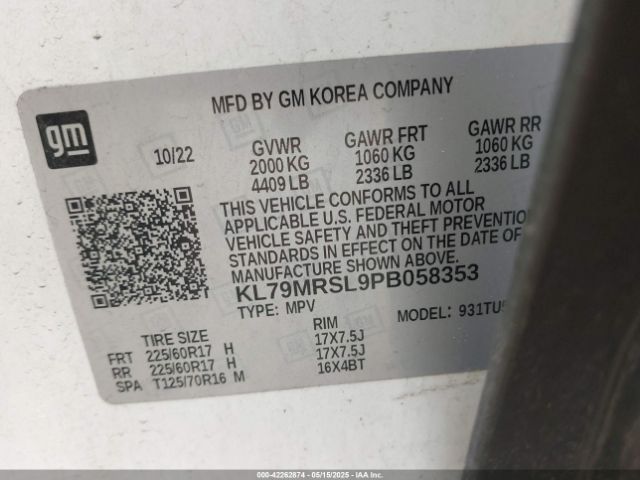 MFD BY GM KOREA COMPANY
gm
10/22
GVWR GAWR FRT GAWR RR
2000 KG 1060 KG 1060 KG
4409 LB 2336 LB 2336 LB
THIS VEHICLE CONFORMS TO ALL
APPLICABLE U.S. FEDERAL MOTOR
VEHICLE SAFETY AND THEFT PREVENTION
STANDARDS IN EFFECT ON THE DATE OF
MANUFACTURE SHOWN ABOVE.
KL79MRSL9PB058353
TYPE: MPV MODEL: 931TU
TIRE SIZE RIM
FRT 225/60R17 H 17X7.5J
RR 225/60R17 H 17X7.5J
SPA T125/70R16 M 16X4BT
000-42262874 05/15/2025 - COPYRIGHT IAA, LLC.